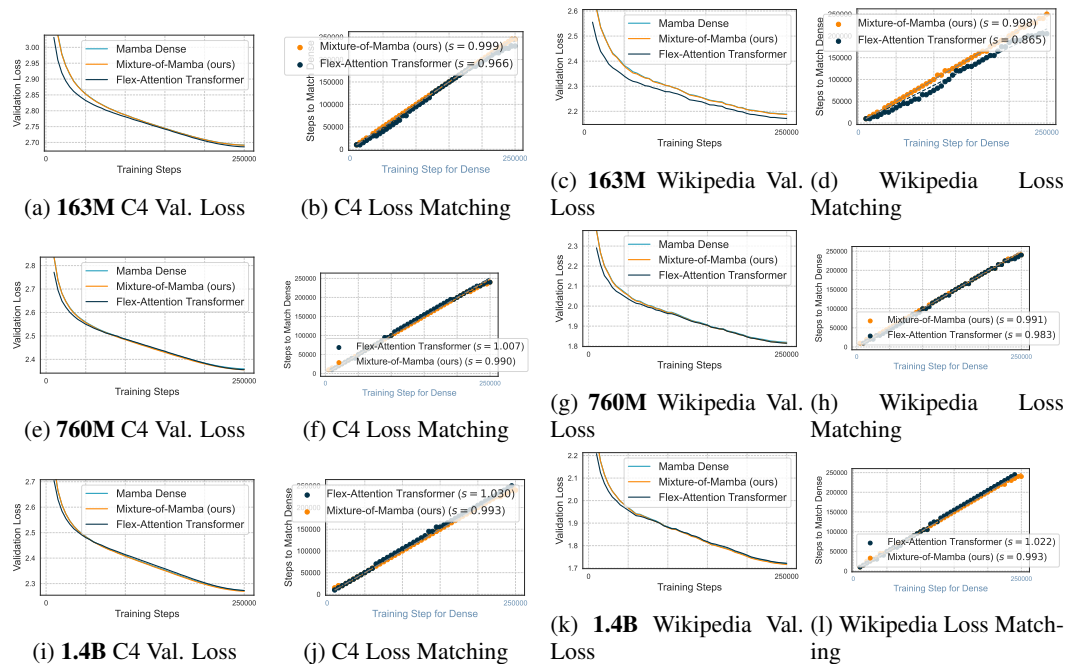 3.00
2.95
2.90
2.85
2.80
2.75
2.70
Validation Loss
Mamba Dense
Mixture-of-Mamba (ours)
Flex-Attention Transformer
0
250000
Training Steps
(a) 163M C4 Val. Loss
250000
200000
150000
100000
50000
0
Steps to Match Dense
Mixture-of-Mamba (ours) (s = 0.999)
Flex-Attention Transformer (s = 0.966)
250000
Training Step for Dense
(b) C4 Loss Matching
2.6
2.5
2.4
2.3
2.2
Validation Loss
Mamba Dense
Mixture-of-Mamba (ours)
Flex-Attention Transformer
0
250000
Training Steps
(c) 163M Wikipedia Val.
Loss
250000
200000
150000
100000
50000
0
Steps to Match Dense
Mixture-of-Mamba (ours) (s = 0.998)
Flex-Attention Transformer (s = 0.865)
250000
Training Step for Dense
(d) Wikipedia Loss
Matching
2.8
2.7
2.6
2.5
2.4
Validation Loss
Mamba Dense
Mixture-of-Mamba (ours)
Flex-Attention Transformer
0
250000
Training Steps
(e) 760M C4 Val. Loss
250000
200000
150000
100000
50000
0
Steps to Match Dense
Flex-Attention Transformer (s = 1.007)
Mixture-of-Mamba (ours) (s = 0.990)
250000
Training Step for Dense
(f) C4 Loss Matching
2.3
2.2
2.1
2.0
1.9
1.8
Validation Loss
Mamba Dense
Mixture-of-Mamba (ours)
Flex-Attention Transformer
0
250000
Training Steps
(g) 760M Wikipedia Val.
Loss
250000
200000
150000
100000
50000
0
Steps to Match Dense
Mixture-of-Mamba (ours) (s = 0.991)
Flex-Attention Transformer (s = 0.983)
250000
Training Step for Dense
(h) Wikipedia Loss
Matching
2.7
2.6
2.5
2.4
2.3
Validation Loss
Mamba Dense
Mixture-of-Mamba (ours)
Flex-Attention Transformer
0
250000
Training Steps
(i) 1.4B C4 Val. Loss
250000
200000
150000
100000
50000
0
Steps to Match Dense
Flex-Attention Transformer (s = 1.030)
Mixture-of-Mamba (ours) (s = 0.993)
250000
Training Step for Dense
(j) C4 Loss Matching
2.2
2.1
2.0
1.9
1.8
1.7
Validation Loss
Mamba Dense
Mixture-of-Mamba (ours)
Flex-Attention Transformer
0
250000
Training Steps
(k) 1.4B Wikipedia Val.
Loss
250000
200000
150000
100000
50000
0
Steps to Match Dense
Flex-Attention Transformer (s = 1.022)
Mixture-of-Mamba (ours) (s = 0.993)
250000
Training Step for Dense
(l) Wikipedia Loss Match-
ing